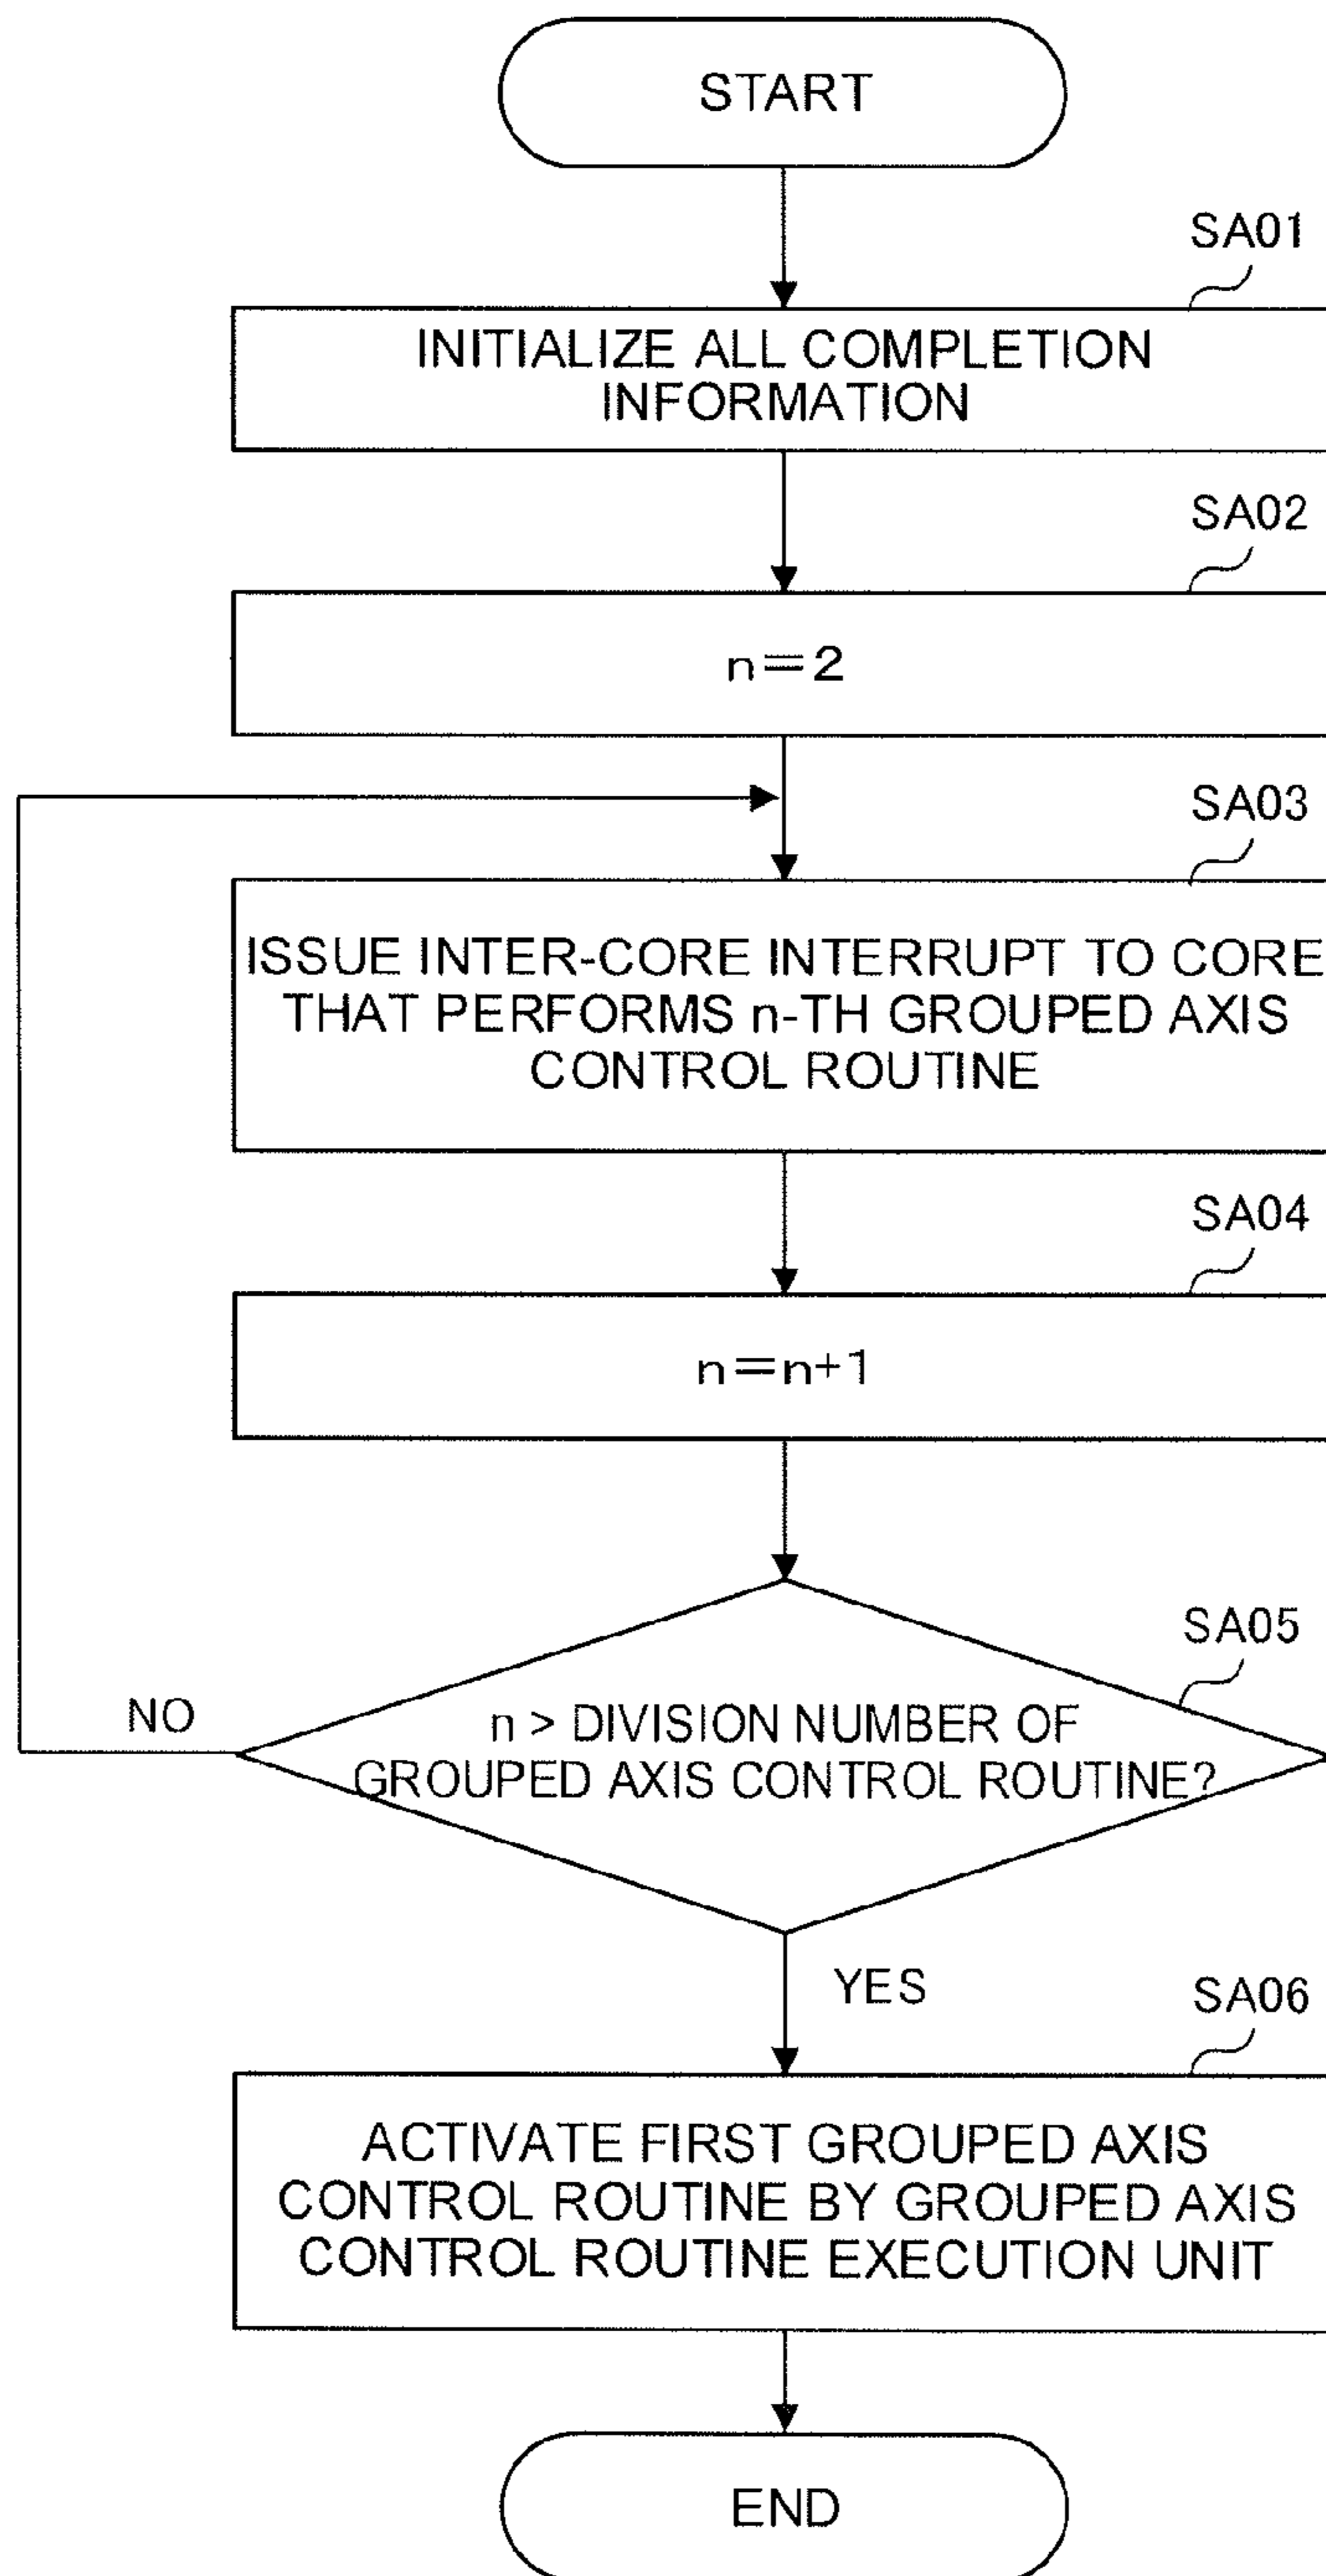 START
SA01
INITIALIZE ALL COMPLETION
INFORMATION
SA02
n=2
SA03
ISSUE INTER-CORE INTERRUPT TO CORE
THAT PERFORMS n-TH GROUPED AXIS
CONTROL ROUTINE
SA04
n=n+1
SA05
NO
n > DIVISION NUMBER OF
GROUPED AXIS CONTROL ROUTINE?
YES
SA06
ACTIVATE FIRST GROUPED AXIS
CONTROL ROUTINE BY GROUPED AXIS
CONTROL ROUTINE EXECUTION UNIT
END